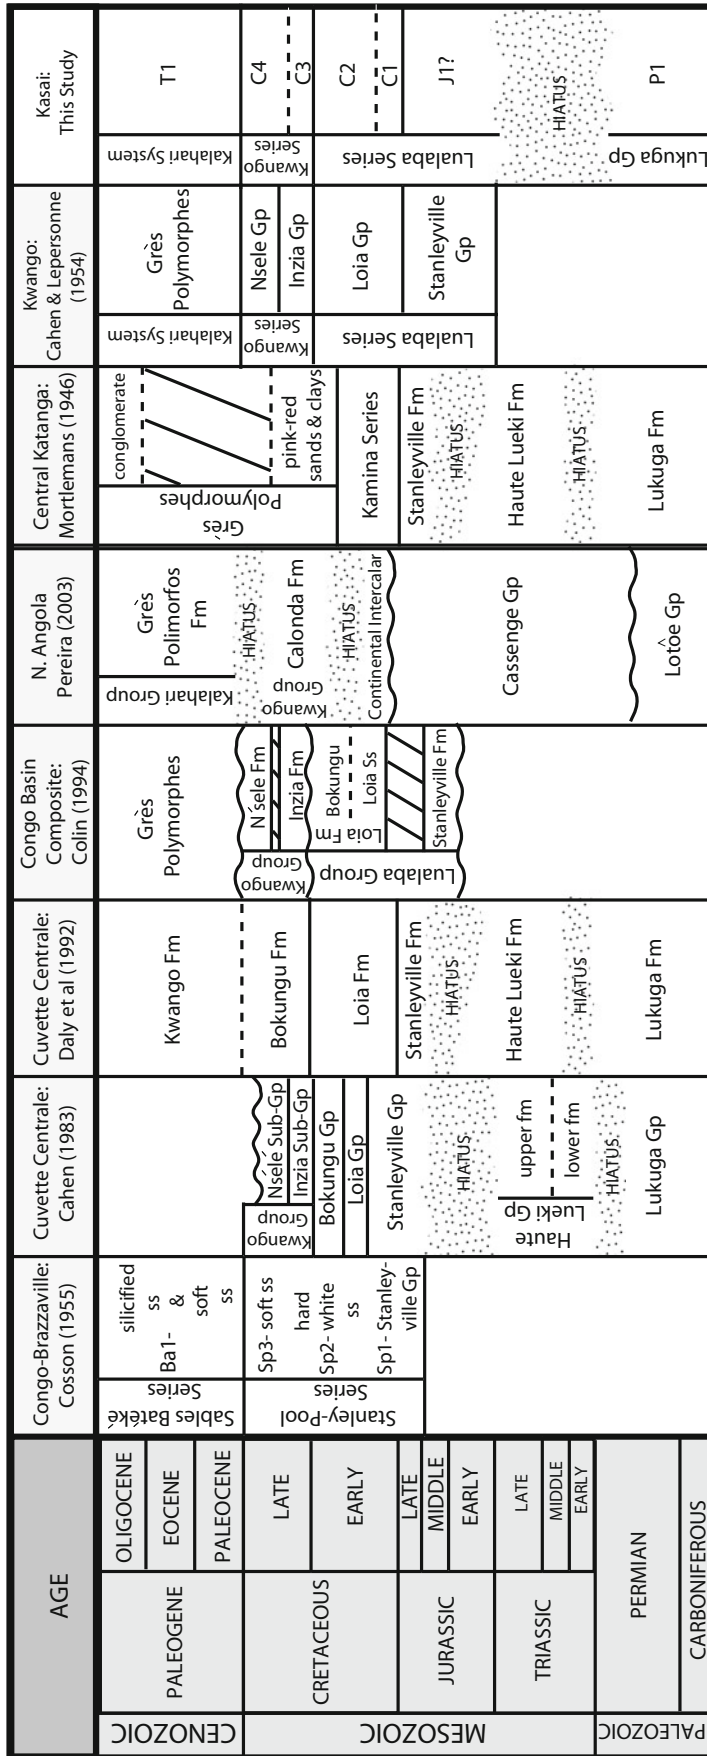 AGE
CENOZOIC
MESOZOIC
PALEOZOIC
PALEOGENE
CRETACEOUS
JURASSIC
TRIASSIC
PERMIAN
CARBONIFEROUS
OLIGOCENE
EOCENE
PALEOCENE
LATE
EARLY
LATE
MIDDLE
EARLY
LATE
MIDDLE
EARLY
Congo-Brazzaville:
Cosson (1955)
Sables Batéké
Series
Ba1-
silicified
ss
&
soft
ss
Stanley-Pool
Series
Sp3- soft ss
hard
Sp2- white
ss
Sp1- Stanley-
ville Gp
Cuvette Centrale:
Cahen (1983)
Kwango
Group
Nselé Sub-Gp
Inzia Sub-Gp
Bokungu Gp
Loia Gp
Stanleyville Gp
HIATUS
Haute
Lueki Gp
upper fm
lower fm
HIATUS
Lukuga Gp
Cuvette Centrale:
Daly et al (1992)
Kwango Fm
Bokungu Fm
Loia Fm
Stanleyville Fm
HIATUS
Haute Lueki Fm
HIATUS
Lukuga Fm
Congo Basin
Composite:
Colin (1994)
Grès
Polymorphes
Kwango
Group
N'sele Fm
Inzia Fm
Lualaba Group
Loia Fm
Bokungu
Loia Ss
Stanleyville Fm
N. Angola
Pereira (2003)
Kalahari Group
Grès
Polimorfos
Fm
HIATUS
Kwango
Group
Calonda Fm
HIATUS
Continental Intercalar
Cassenge Gp
Lotôe Gp
Central Katanga:
Mortlemans (1946)
Grès
Polymorphes
conglomerate
pink-red
sands & clays
Kamina Series
Stanleyville Fm
HIATUS
Haute Lueki Fm
HIATUS
Lukuga Fm
Kwango:
Cahen & Lepersonne
(1954)
Kalahari System
Grès
Polymorphes
Kwango
Series
Nsele Gp
Inzia Gp
Lualaba Series
Loia Gp
Stanleyville
Gp
Kasai:
This Study
Kalahari System
T1
Kwango
Series
C4
C3
Lualaba Series
C2
C1
J1?
HIATUS
Lukuga Gp
P1